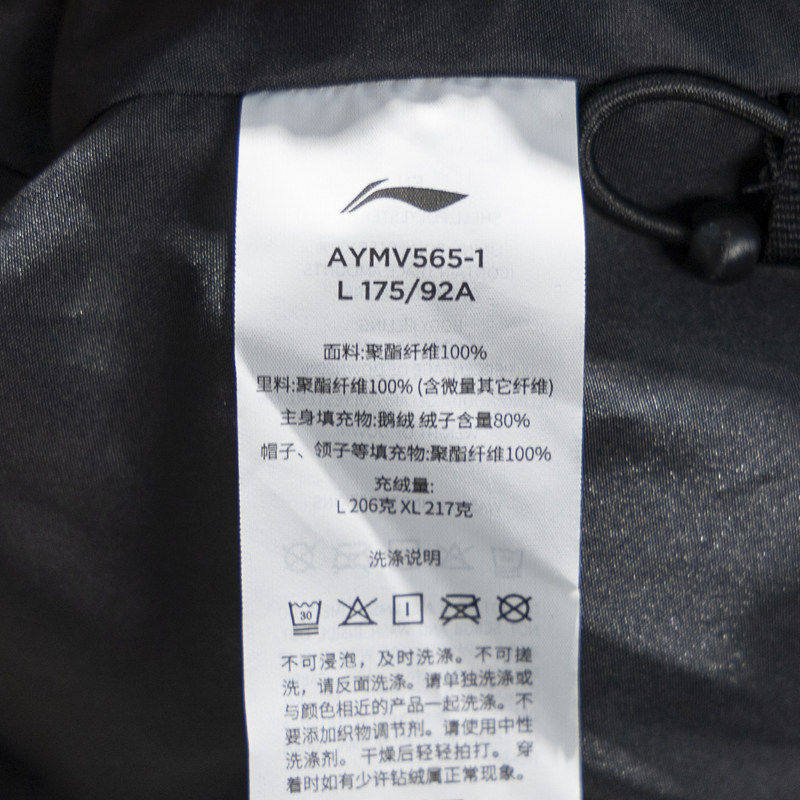 AYMV565-1
L 175/92A
面料:聚酯纤维100%
里料:聚酯纤维100% (含微量其它纤维)
主身填充物:鹅绒 绒子含量80%
帽子、领子等填充物:聚酯纤维100%
充绒量:
L 206克 XL 217克
洗涤说明
30
不可浸泡，及时洗涤。不可搓
洗，请反面洗涤。请单独洗涤或
与颜色相近的产品一起洗涤。不
要添加织物调节剂。请使用中性
洗涤剂。干燥后轻轻拍打。穿
着时如有少许钻绒属正常现象。